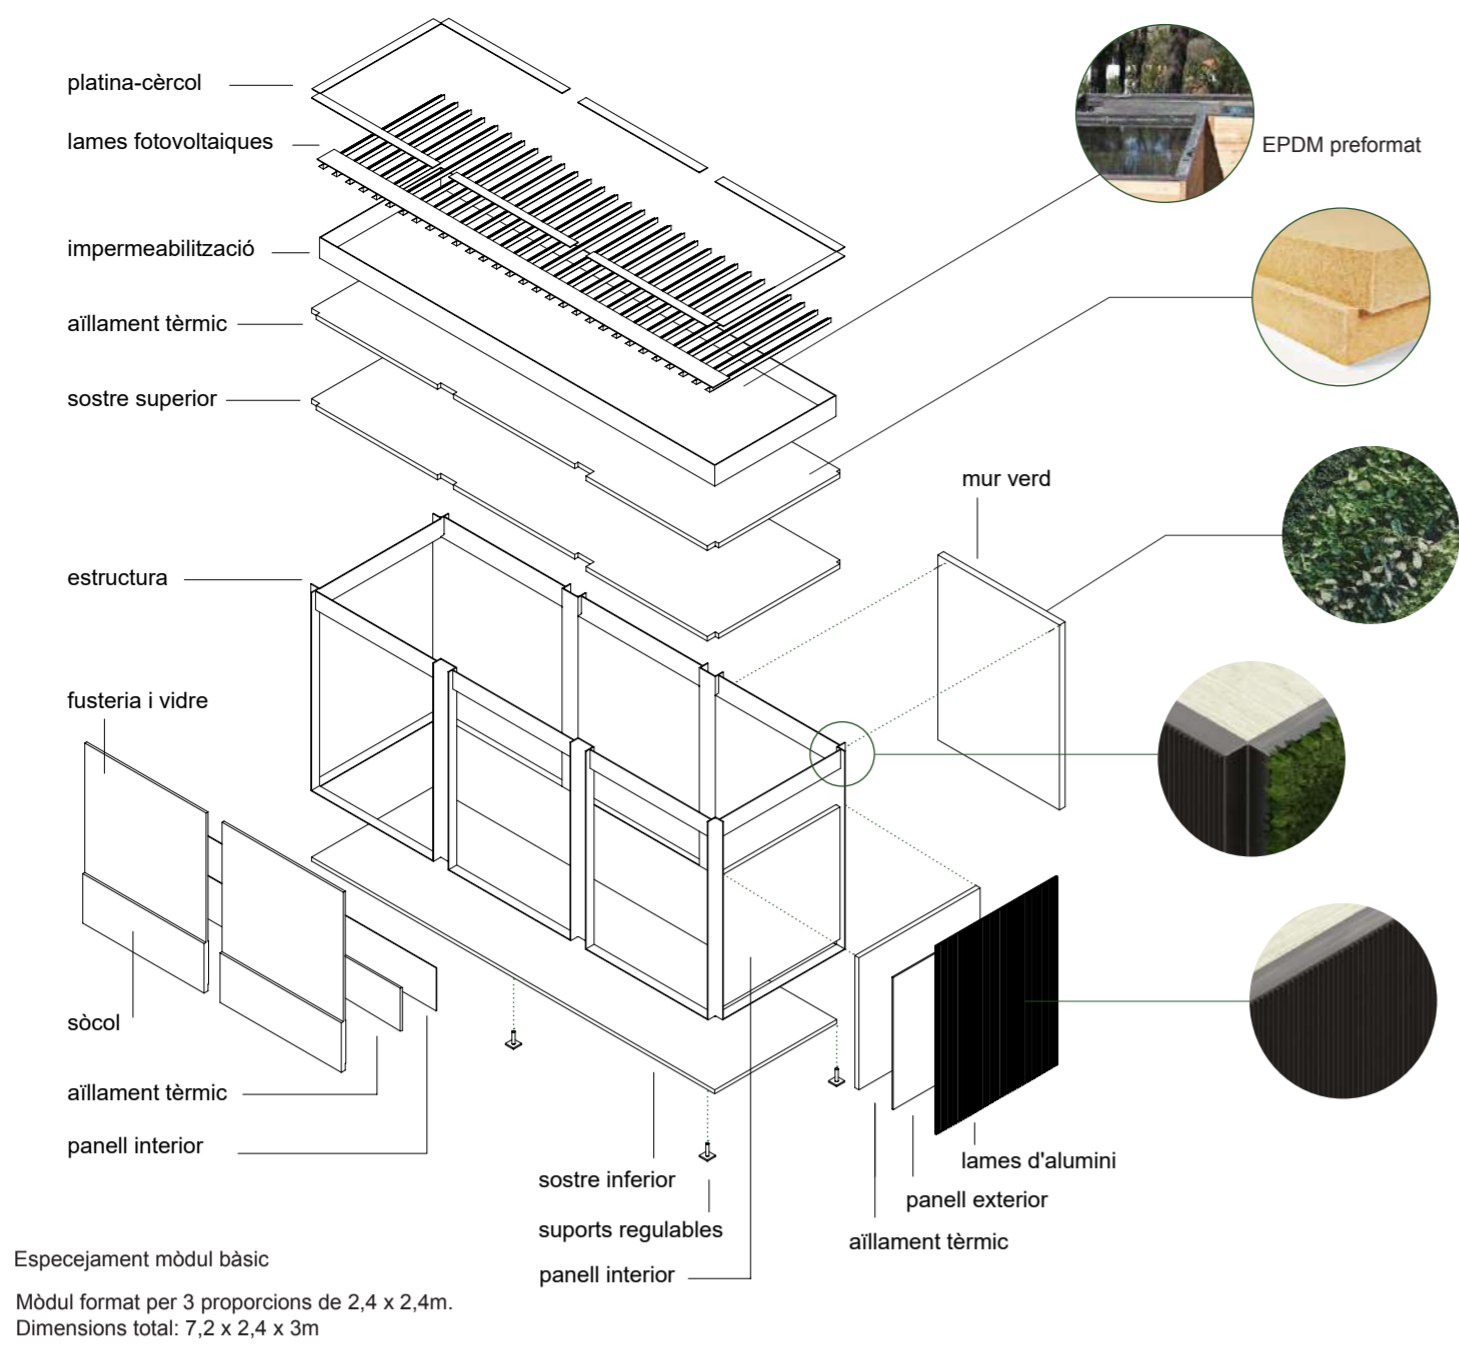 platina-cèrcol
lames fotovoltaiques
EPDM preformat
impermeabilització
aïllament tèrmic
sostre superior
mur verd
estructura
fusteria i vidre
sòcol
aïllament tèrmic
panell interior
lames d'alumini
sostre inferior
panell exterior
suports regulables
aïllament tèrmic
panell interior
Especejament mòdul bàsic
Mòdul format per 3 proporcions de 2,4 x 2,4m.
Dimensions total: 7,2 x 2,4 x 3m